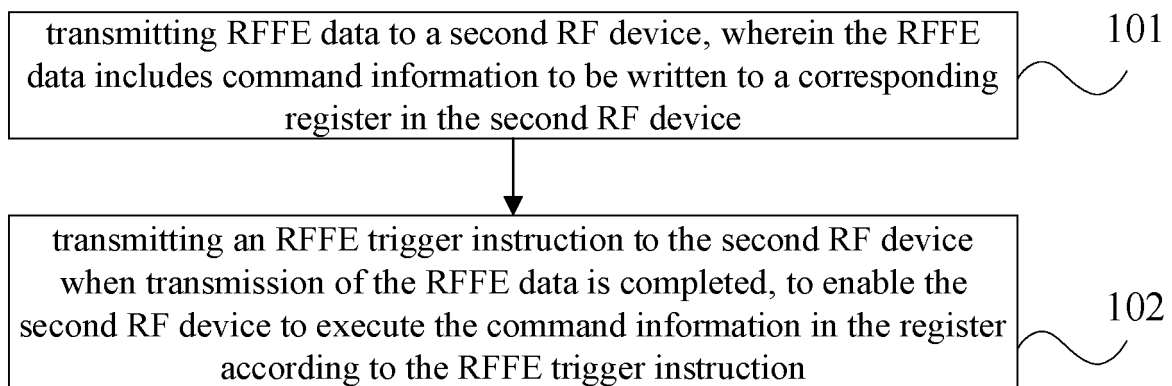 transmitting RFFE data to a second RF device, wherein the RFFE
data includes command information to be written to a corresponding
register in the second RF device
101
transmitting an RFFE trigger instruction to the second RF device
when transmission of the RFFE data is completed, to enable the
second RF device to execute the command information in the register
according to the RFFE trigger instruction
102